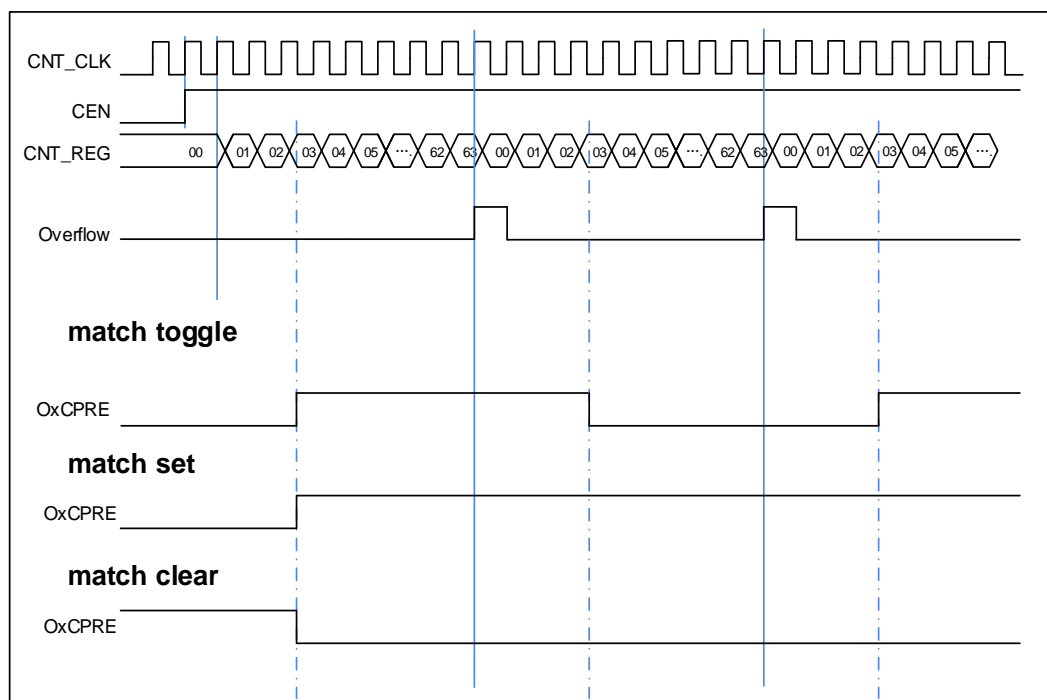 CNT_CLK
CEN
CNT_REG 00 01 02 03 04 05 ···. 62 63 00 01 02 03 04 05 ···. 62 63 00 01 02 03 04 05 ···.
Overflow
match toggle
OxCPRE
match set
OxCPRE
match clear
OxCPRE